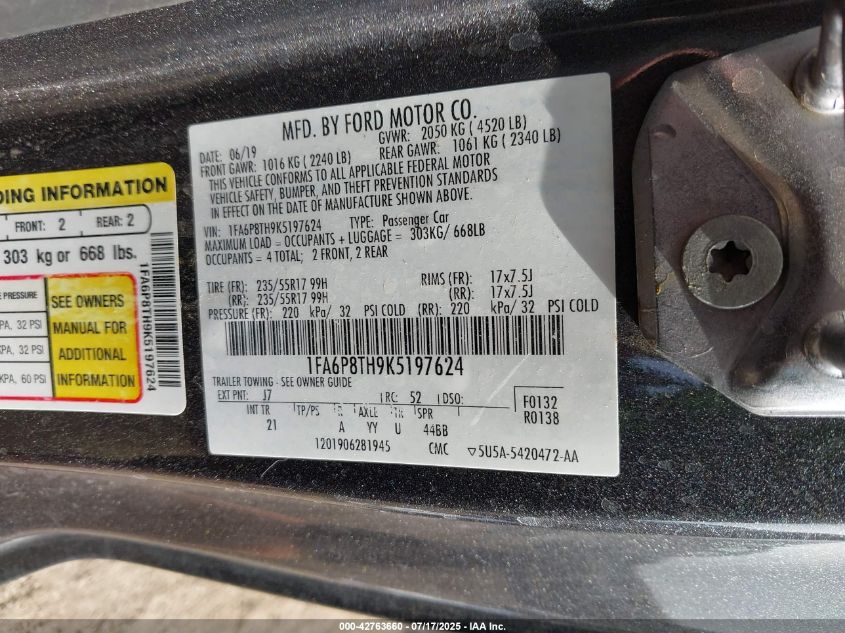 MFD. BY FORD MOTOR CO.
DATE: 06/19 GVWR: 2050 KG ( 4520 LB)
FRONT GAWR: 1016 KG ( 2240 LB) REAR GAWR: 1061 KG ( 2340 LB)
THIS VEHICLE CONFORMS TO ALL APPLICABLE FEDERAL MOTOR
VEHICLE SAFETY, BUMPER, AND THEFT PREVENTION STANDARDS
IN EFFECT ON THE DATE OF MANUFACTURE SHOWN ABOVE.
VIN: 1FA6P8TH9K5197624 TYPE: Passenger Car
MAXIMUM LOAD = OCCUPANTS + LUGGAGE = 303KG/ 668LB
OCCUPANTS = 4 TOTAL; 2 FRONT, 2 REAR
TIRE (FR): 235/55R17 99H RIMS (FR): 17x7.5J
(RR): 235/55R17 99H (RR): 17x7.5J
PRESSURE (FR): 220 kPa/ 32 PSI COLD (RR): 220 kPa/ 32 PSI COLD
1FA6P8TH9K5197624
TRAILER TOWING - SEE OWNER GUIDE
EXT PNT: J7 RC: 52 DSO: F0132
R0138
INT TR TP/PS R AXLE TR SPR
21 A YY U 44BB
1201906281945 CMC ▽5U5A-5420472-AA
DING INFORMATION
FRONT: 2 REAR: 2
303 kg or 668 lbs.
PRESSURE
PA, 32 PSI
PA, 32 PSI
KPA, 60 PSI
SEE OWNERS
MANUAL FOR
ADDITIONAL
INFORMATION
1FA6P8TH9K5197624
000-42763660 - 07/17/2025 - © IAA, Inc.